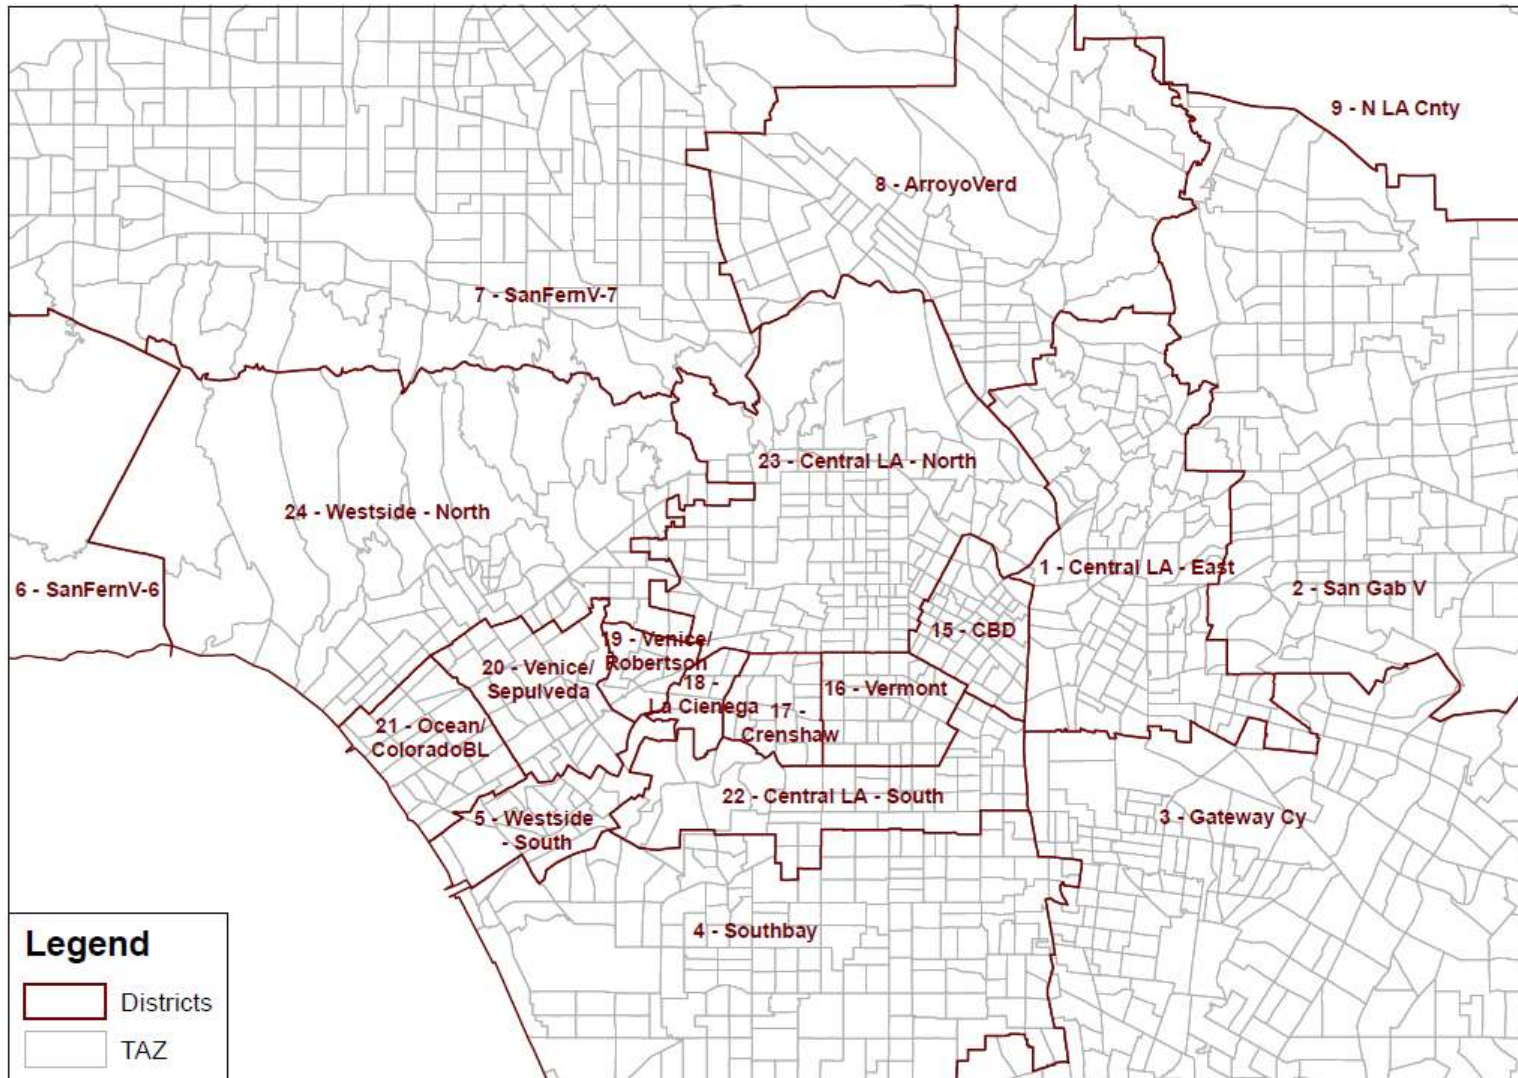 9 - N LA Cnty
8 - ArroyoVerd
7 - SanFernV-7
23 - Central LA - North
24 - Westside - North
1 - Central LA - East
6 - SanFernV-6
2 - San Gab V
15 - CBD
19 - Venice/
Robertson
20 - Venice/
Sepulveda
18 -
La Cienega
16 - Vermont
17 -
Crenshaw
21 - Ocean/
ColoradoBL
22 - Central LA - South
5 - Westside
- South
3 - Gateway Cy
4 - Southbay
Legend
Districts
TAZ